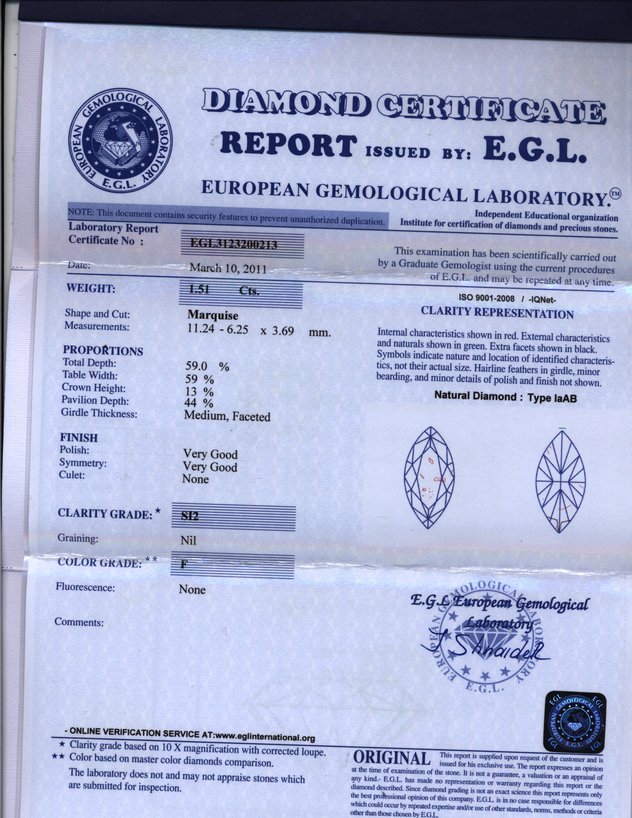 EUROPEAN GEMOLOGICAL LABORATORY
E.G.L.
DIAMOND CERTIFICATE
REPORT ISSUED BY: E.G.L.
EUROPEAN GEMOLOGICAL LABORATORY.™
NOTE: This document contains security features to prevent unauthorized duplication.
Independent Educational organization
Institute for certification of diamonds and precious stones.
Laboratory Report
Certificate No : EGL3123200213
Date: March 10, 2011
This examination has been scientifically carried out
by a Graduate Gemologist using the current procedures
of E.G.L. and may be repeated at any time.
WEIGHT: 1.51 Cts.
Shape and Cut: Marquise
Measurements: 11.24 - 6.25 x 3.69 mm.
PROPORTIONS
Total Depth: 59.0 %
Table Width: 59 %
Crown Height: 13 %
Pavilion Depth: 44 %
Girdle Thickness: Medium, Faceted
FINISH
Polish: Very Good
Symmetry: Very Good
Culet: None
CLARITY GRADE: * SI2
Graining: Nil
COLOR GRADE: ** F
Fluorescence: None
Comments:
ISO 9001-2008 / -IQNet-
CLARITY REPRESENTATION
Internal characteristics shown in red. External characteristics
and naturals shown in green. Extra facets shown in black.
Symbols indicate nature and location of identified characteris-
tics, not their actual size. Hairline feathers in girdle, minor
bearding, and minor details of polish and finish not shown.
Natural Diamond : Type IaAB
E.G.L European Gemological
Laboratory
EUROPEAN GEMOLOGICAL LABORATORY
E.G.L.
EGL EGL
E.G.L.
EGL EGL
- ONLINE VERIFICATION SERVICE AT:www.eglinternational.org
★ Clarity grade based on 10 X magnification with corrected loupe.
★★ Color based on master color diamonds comparison.
The laboratory does not and may not appraise stones which
are submitted for inspection.
ORIGINAL This report is supplied upon request of the customer and is
issued for his exclusive use. The report expresses an opinion
at the time of examination of the stone. It is not a guarantee, a valuation or an appraisal of
any kind.- E.G.L. has made no representation or warranty regarding this report or the
diamond described. Since diamond grading is not an exact science this report represents only
the best professional opinion of this company. E.G.L. is in no case responsible for differences
which could occur by repeated expertise and/or use of other standards, norms, methods or criteria
other than those chosen by E.G.L.